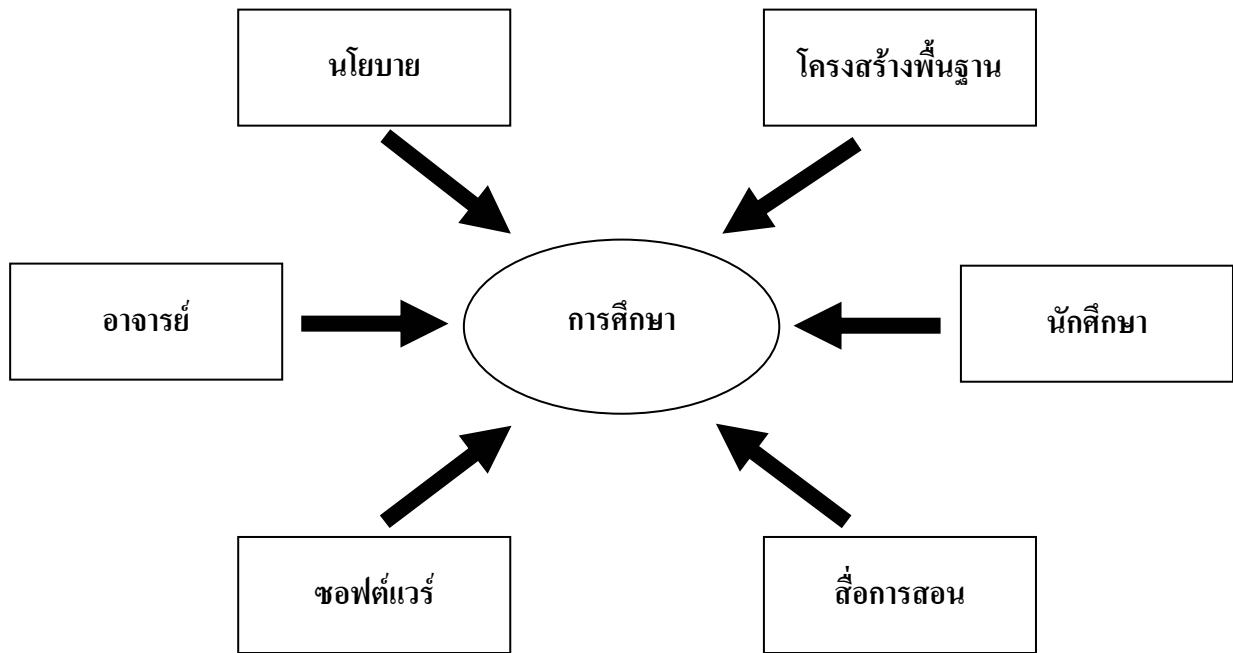 นโยบาย
โครงสร้างพื้นฐาน
อาจารย์
การศึกษา
นักศึกษา
ซอฟต์แวร์
สื่อการสอน